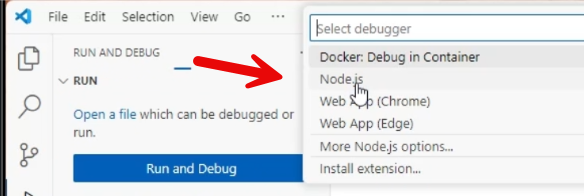 File Edit Selection View Go ...
Select debugger
RUN AND DEBUG
RUN
Open a file which can be debugged or
run.
Run and Debug
Docker: Debug in Container
Node.js
Web App (Chrome)
Web App (Edge)
More Node.js options...
Install extension...